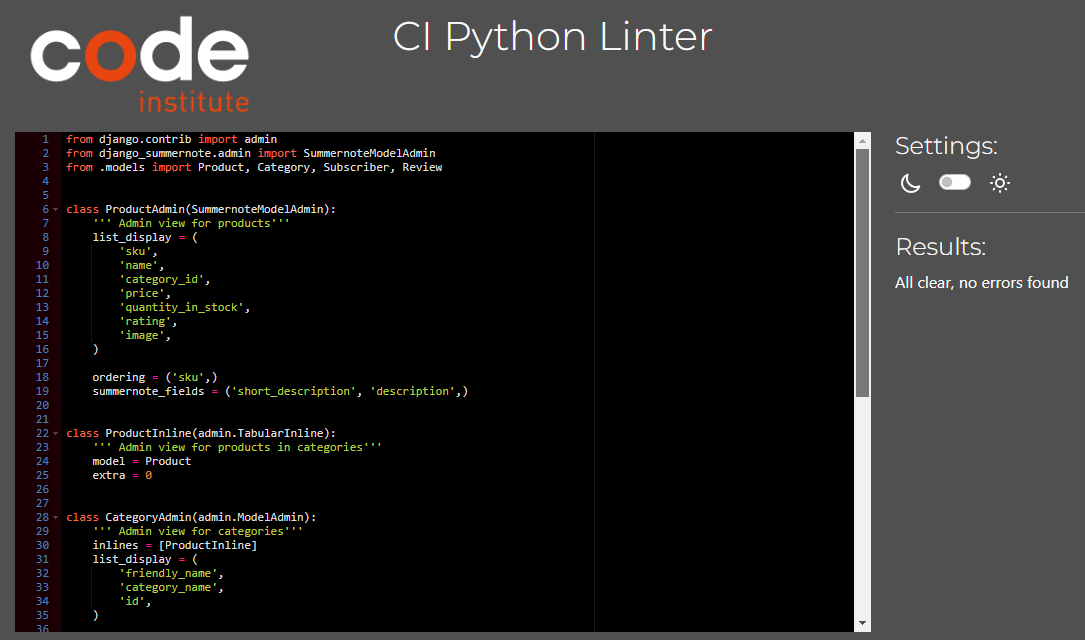 code
institute
CI Python Linter
1 from django.contrib import admin
2 from django_summernote.admin import SummernoteModelAdmin
3 from .models import Product, Category, Subscriber, Review
4
5
6 class ProductAdmin(SummernoteModelAdmin):
7     ''' Admin view for products'''
8     list_display = (
9         'sku',
10         'name',
11         'category_id',
12         'price',
13         'quantity_in_stock',
14         'rating',
15         'image',
16     )
17
18     ordering = ('sku',)
19     summernote_fields = ('short_description', 'description',)
20
21
22 class ProductInline(admin.TabularInline):
23     ''' Admin view for products in categories'''
24     model = Product
25     extra = 0
26
27
28 class CategoryAdmin(admin.ModelAdmin):
29     ''' Admin view for categories'''
30     inlines = [ProductInline]
31     list_display = (
32         'friendly_name',
33         'category_name',
34         'id',
35     )
36
Settings:
Results:
All clear, no errors found